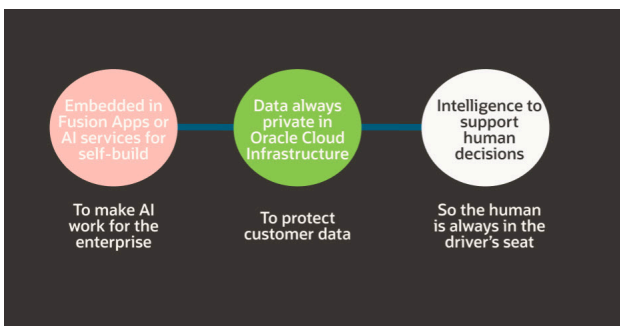 Embedded in
Fusion Apps or
AI services for
self-build
Data always
private in
Oracle Cloud
Infrastructure
Intelligence to
support
human
decisions
To make AI
work for the
enterprise
To protect
customer data
So the human
is always in the
driver's seat